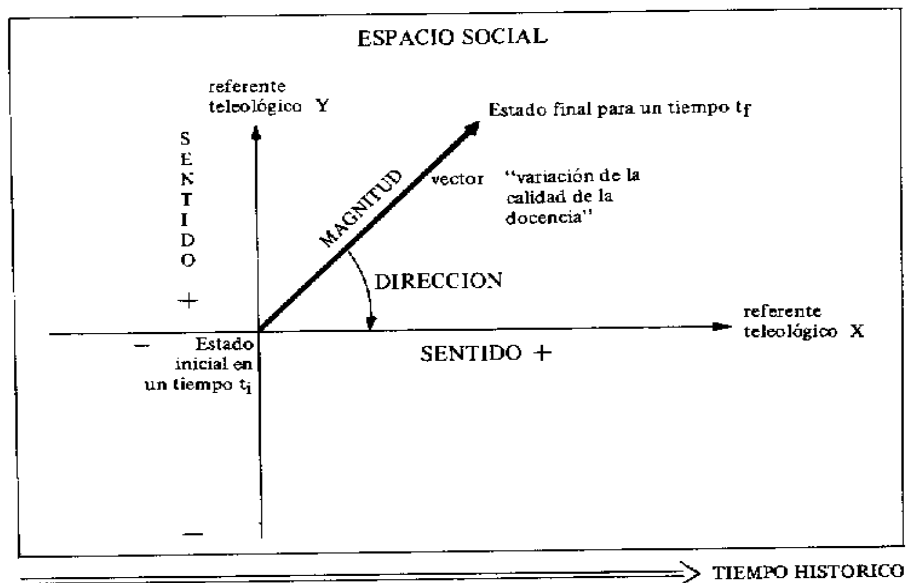 ESPACIO SOCIAL
referente
teleológico Y
Estado final para un tiempo tf
SENTIDO
+
MAGNITUD
vector "variación de la
calidad de la
docencia"
DIRECCION
referente
teleológico X
−
Estado
inicial en
un tiempo ti
SENTIDO +
−
TIEMPO HISTORICO